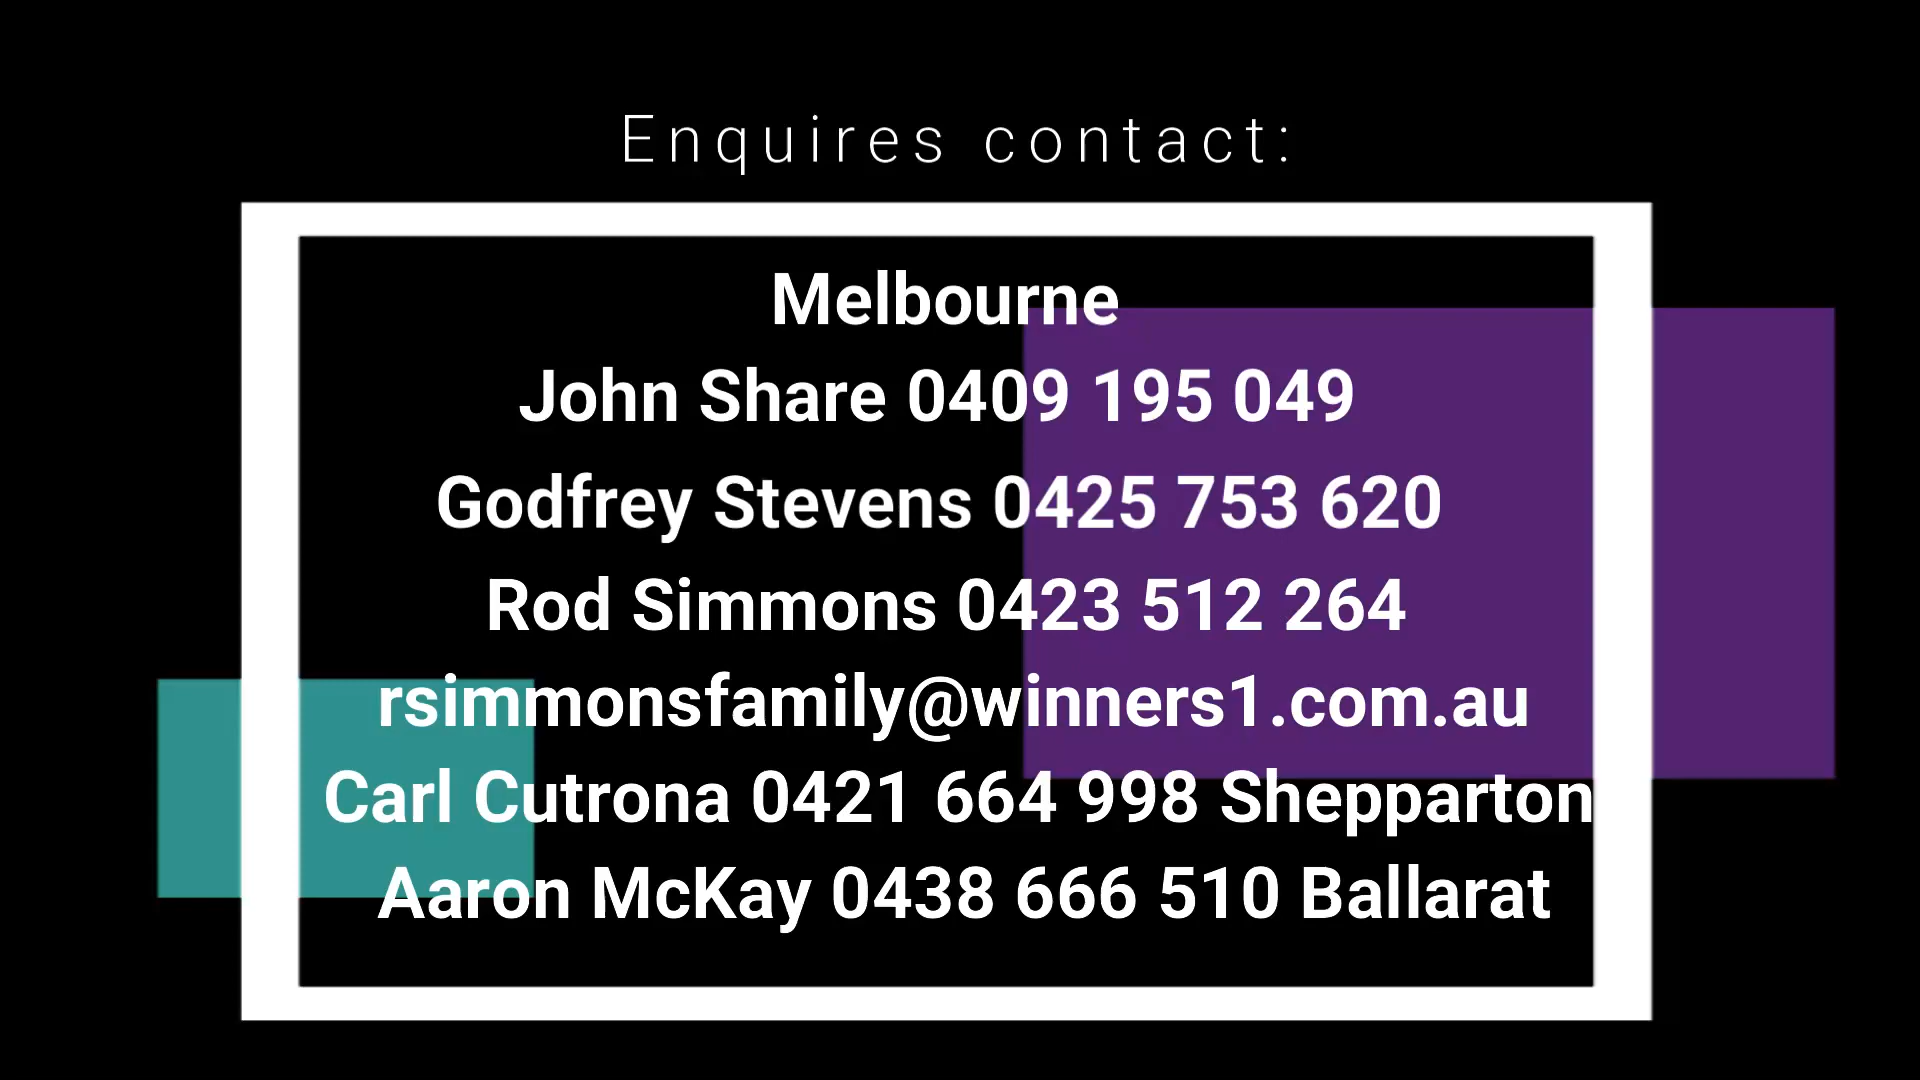 Enquires contact:
Melbourne
John Share 0409 195 049
Godfrey Stevens 0425 753 620
Rod Simmons 0423 512 264
rsimmonsfamily@winners1.com.au
Carl Cutrona 0421 664 998 Shepparton
Aaron McKay 0438 666 510 Ballarat